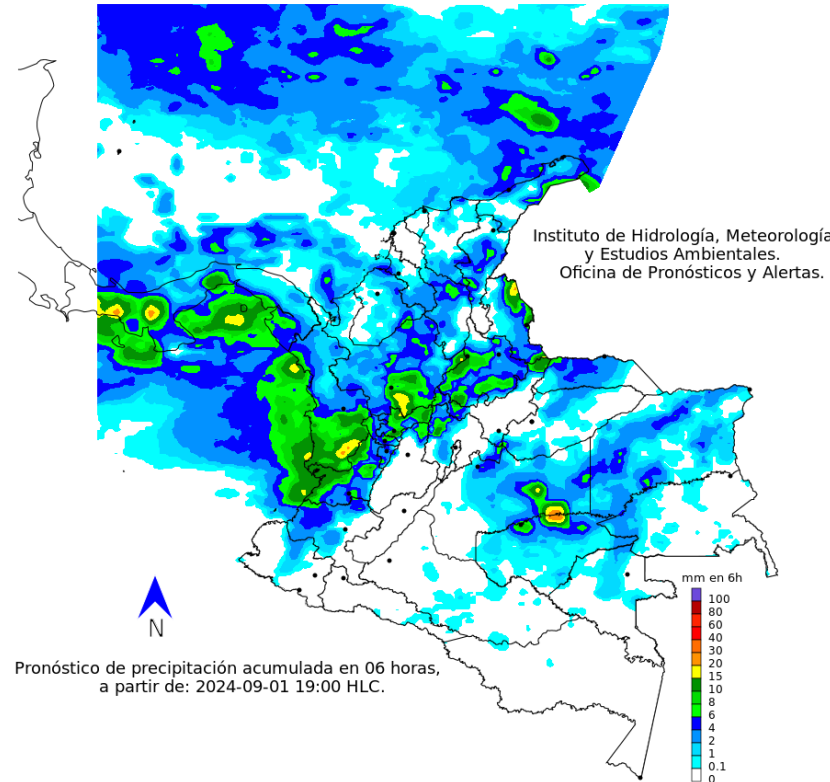 Instituto de Hidrología, Meteorología
y Estudios Ambientales.
Oficina de Pronósticos y Alertas.
mm en 6h
100
80
60
40
30
20
15
10
8
6
4
2
1
0.1
0
N
Pronóstico de precipitación acumulada en 06 horas,
a partir de: 2024-09-01 19:00 HLC.